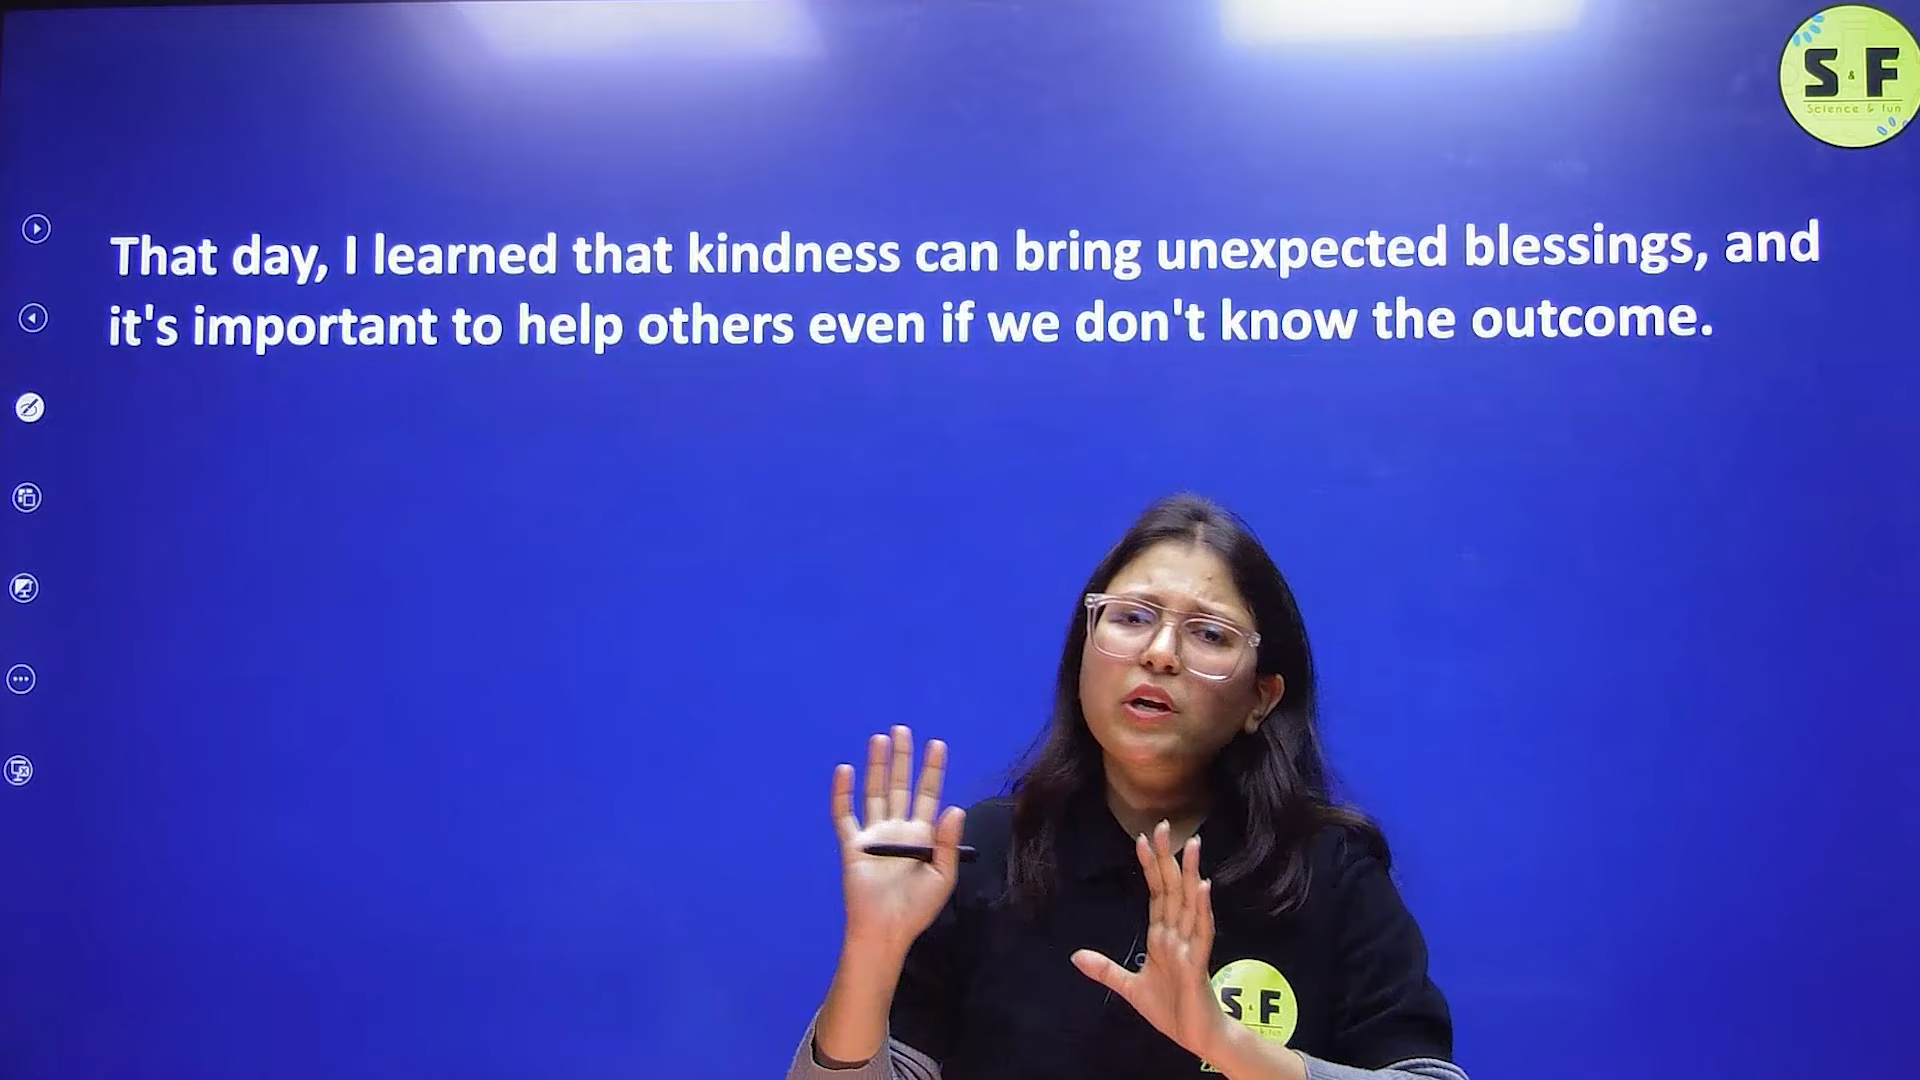 S & F
Science & fun
That day, I learned that kindness can bring unexpected blessings, and
it's important to help others even if we don't know the outcome.
S & F